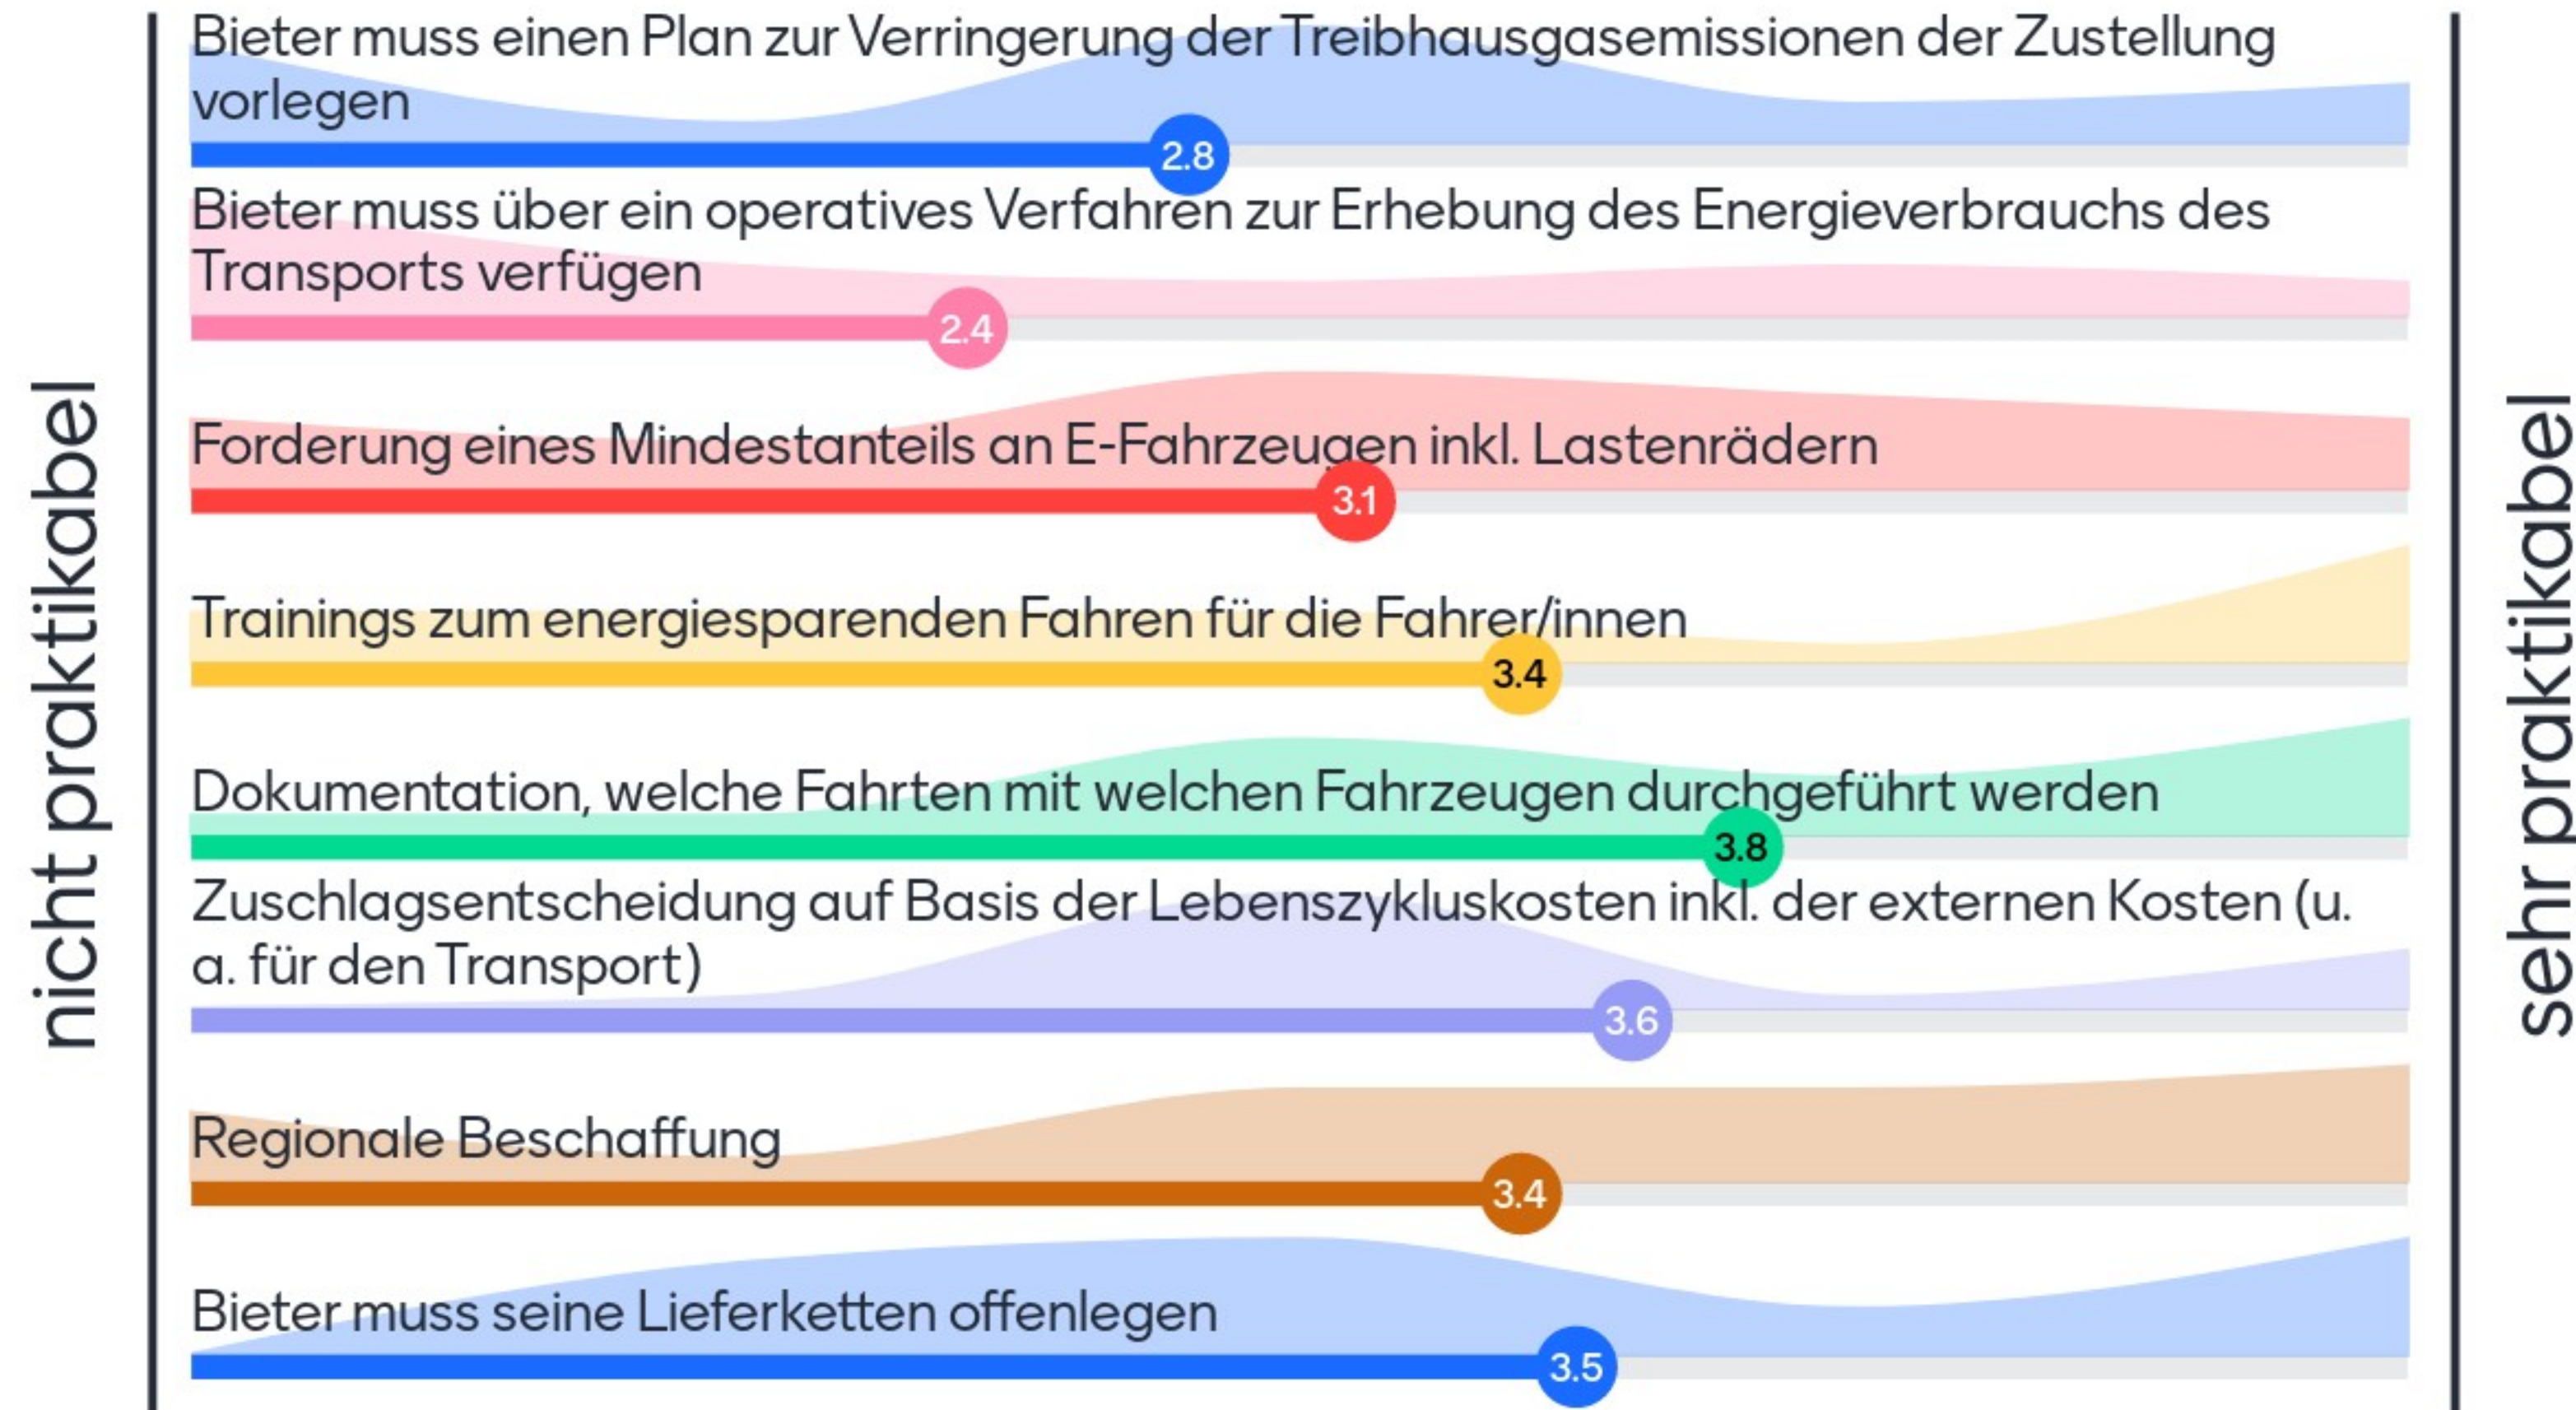 Bieter muss einen Plan zur Verringerung der Treibhausgasemissionen der Zustellung
vorlegen
2.8
Bieter muss über ein operatives Verfahren zur Erhebung des Energieverbrauchs des
Transports verfügen
2.4
nicht praktikabel
Forderung eines Mindestanteils an E-Fahrzeugen inkl. Lastenrädern
3.1
Trainings zum energiesparenden Fahren für die Fahrer/innen
3.4
Dokumentation, welche Fahrten mit welchen Fahrzeugen durchgeführt werden
3.8
Zuschlagsentscheidung auf Basis der Lebenszykluskosten inkl. der externen Kosten (u.
a. für den Transport)
3.6
sehr praktikabel
Regionale Beschaffung
3.4
Bieter muss seine Lieferketten offenlegen
3.5